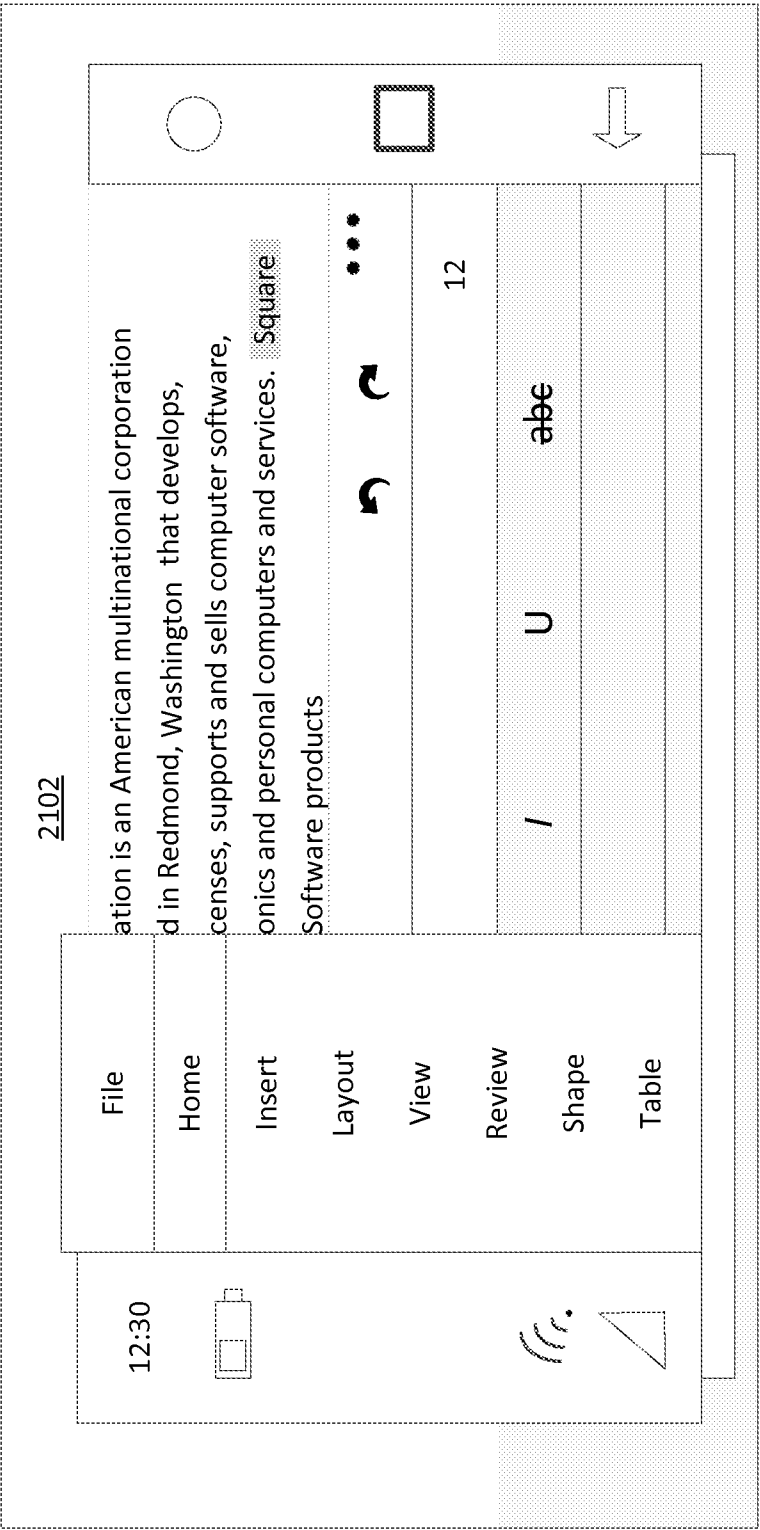 2102
12:30
File
Home
Insert
Layout
View
Review
Shape
Table
ation is an American multinational corporation
d in Redmond, Washington that develops,
censes, supports and sells computer software,
onics and personal computers and services. Square
Software products
12
I
U
abc